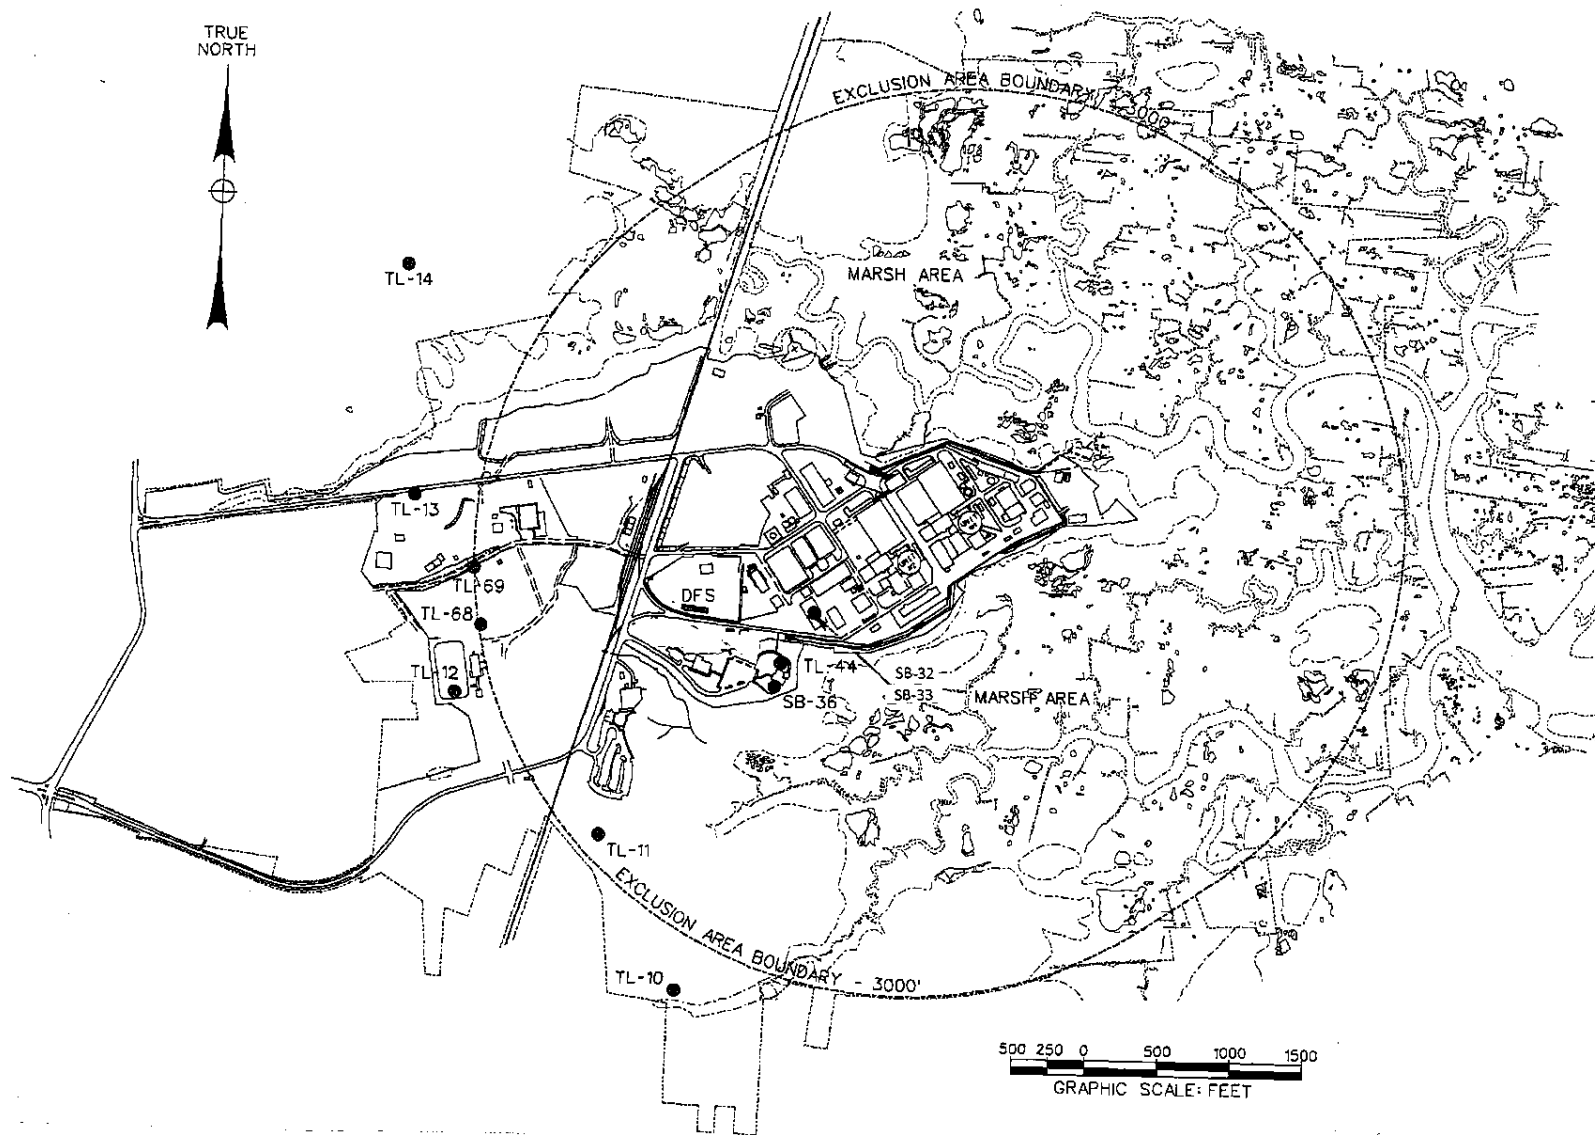 TRUE
NORTH
EXCLUSION AREA BOUNDARY - 3000'
TL-14
MARSH AREA
TL-13
TL-69
DFS
TL-68
TL-12
TL-44
SB-32
SB-36
SB-33
MARSH AREA
TL-11
EXCLUSION AREA BOUNDARY - 3000'
TL-10
500 250 0 500 1000 1500
GRAPHIC SCALE: FEET